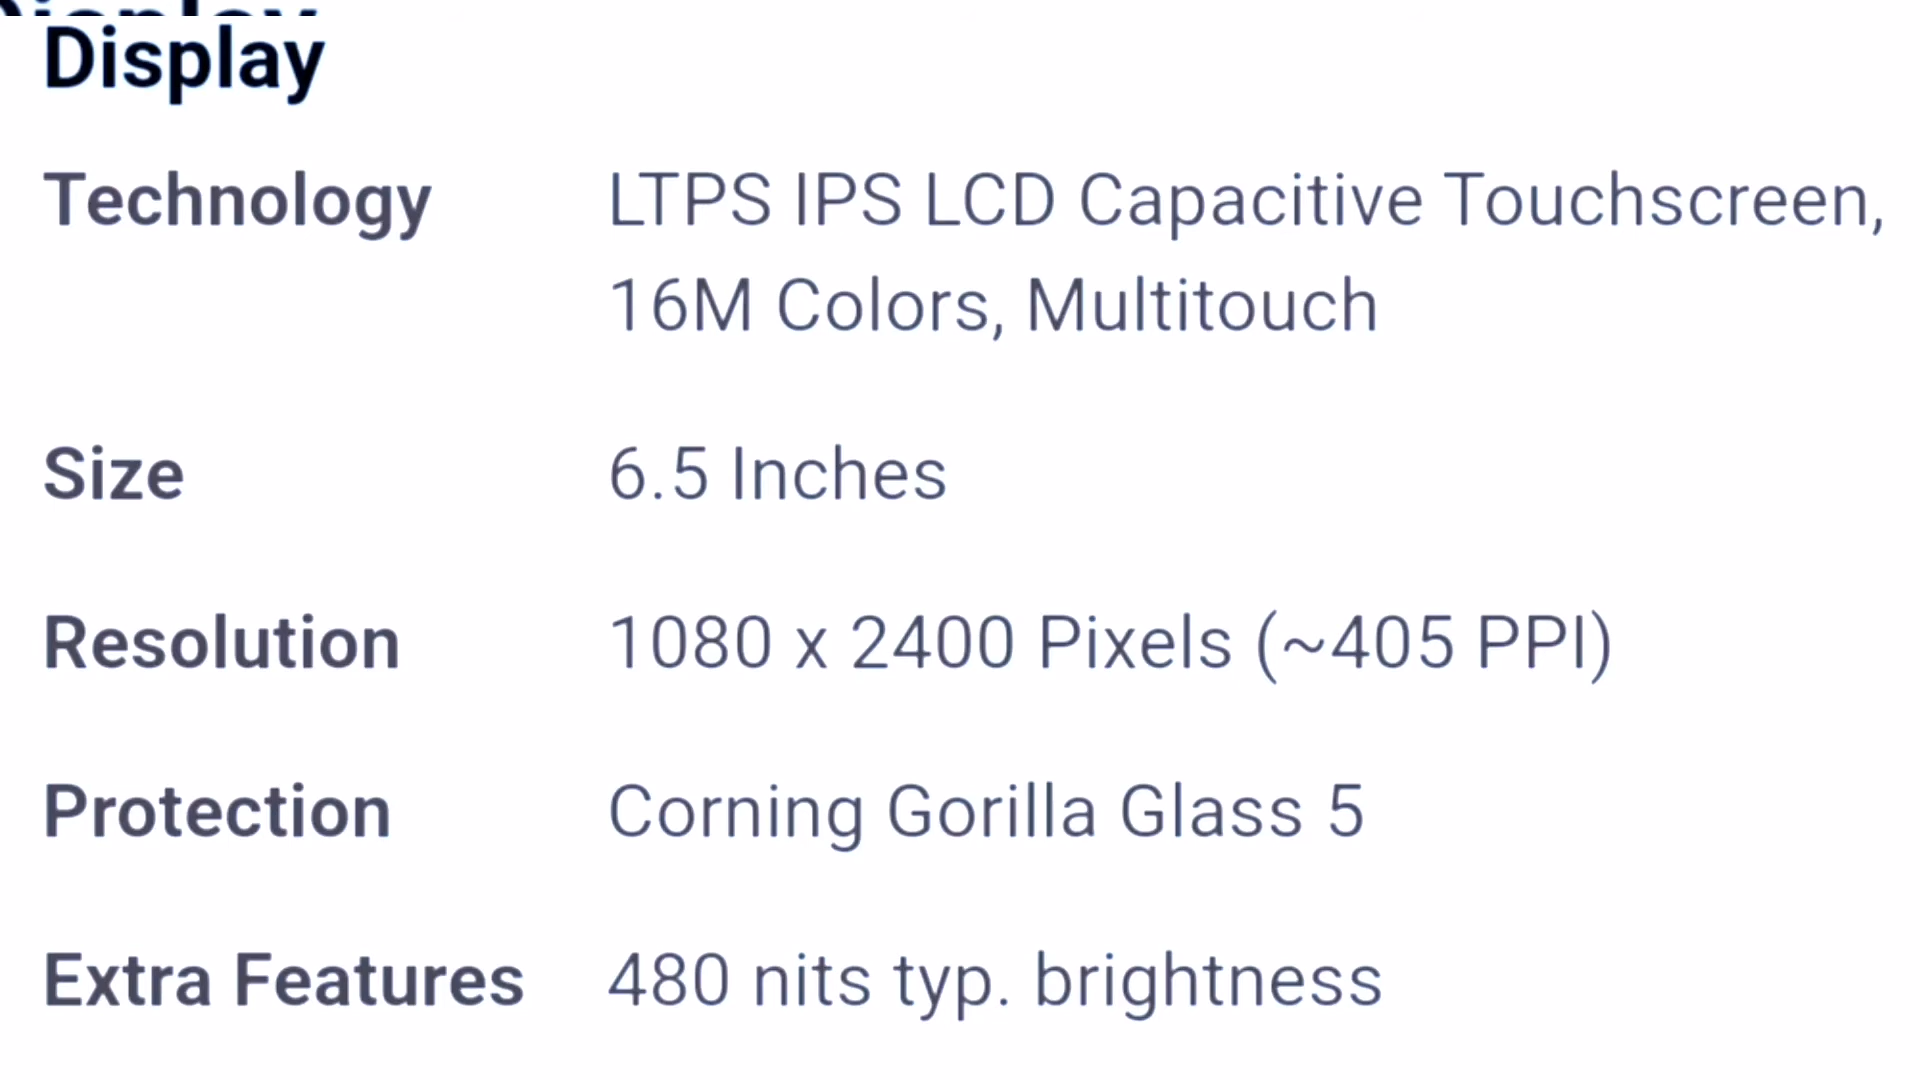 Display
Display
Technology LTPS IPS LCD Capacitive Touchscreen,
16M Colors, Multitouch
Size 6.5 Inches
Resolution 1080 x 2400 Pixels (~405 PPI)
Protection Corning Gorilla Glass 5
Extra Features 480 nits typ. brightness